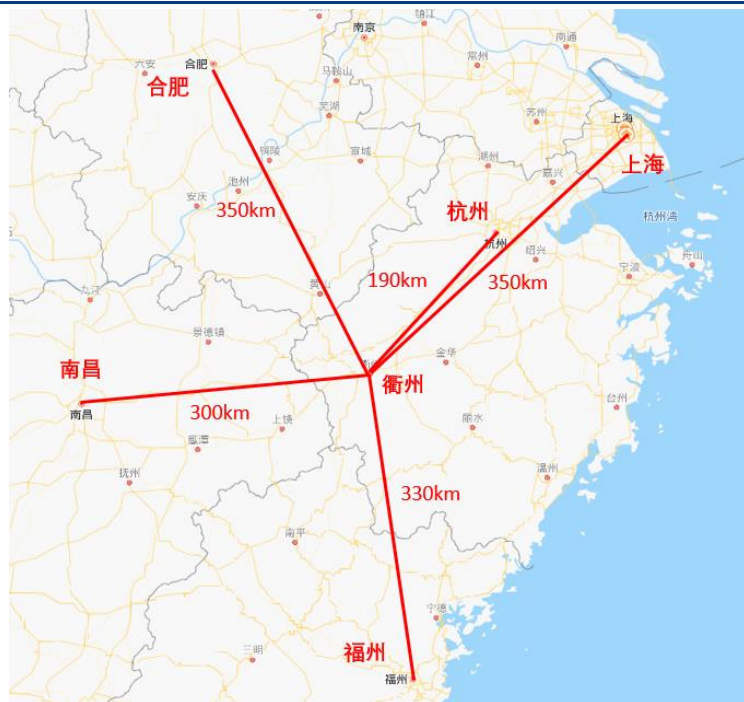 南京
镇江
南通
六安
合肥
合肥
马鞍山
常州
芜湖
苏州
上海
上海
铜陵
宣城
湖州
嘉兴
池州
安庆
350km
杭州
杭州
杭州湾
绍兴
舟山
宁波
190km
350km
九江
黄山
景德镇
金华
南昌
衢州
南昌
300km
台州
上饶
丽水
鹰潭
抚州
温州
330km
南平
宁德
三明
福州
福州